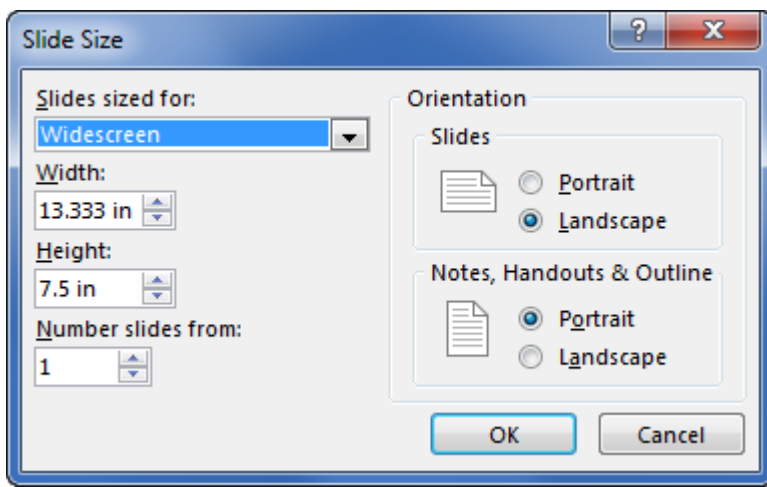 Slide Size
?
X
Slides sized for:
Widescreen
Width:
13.333 in
Height:
7.5 in
Number slides from:
1
Orientation
Slides
Portrait
Landscape
Notes, Handouts & Outline
Portrait
Landscape
OK
Cancel